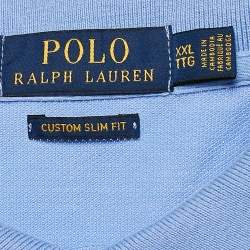 POLO
RALPH LAUREN
XXL
TTG
MADE IN
CAMBODIA
FABRIQUÉ AU
CAMBODGE
CUSTOM SLIM FIT